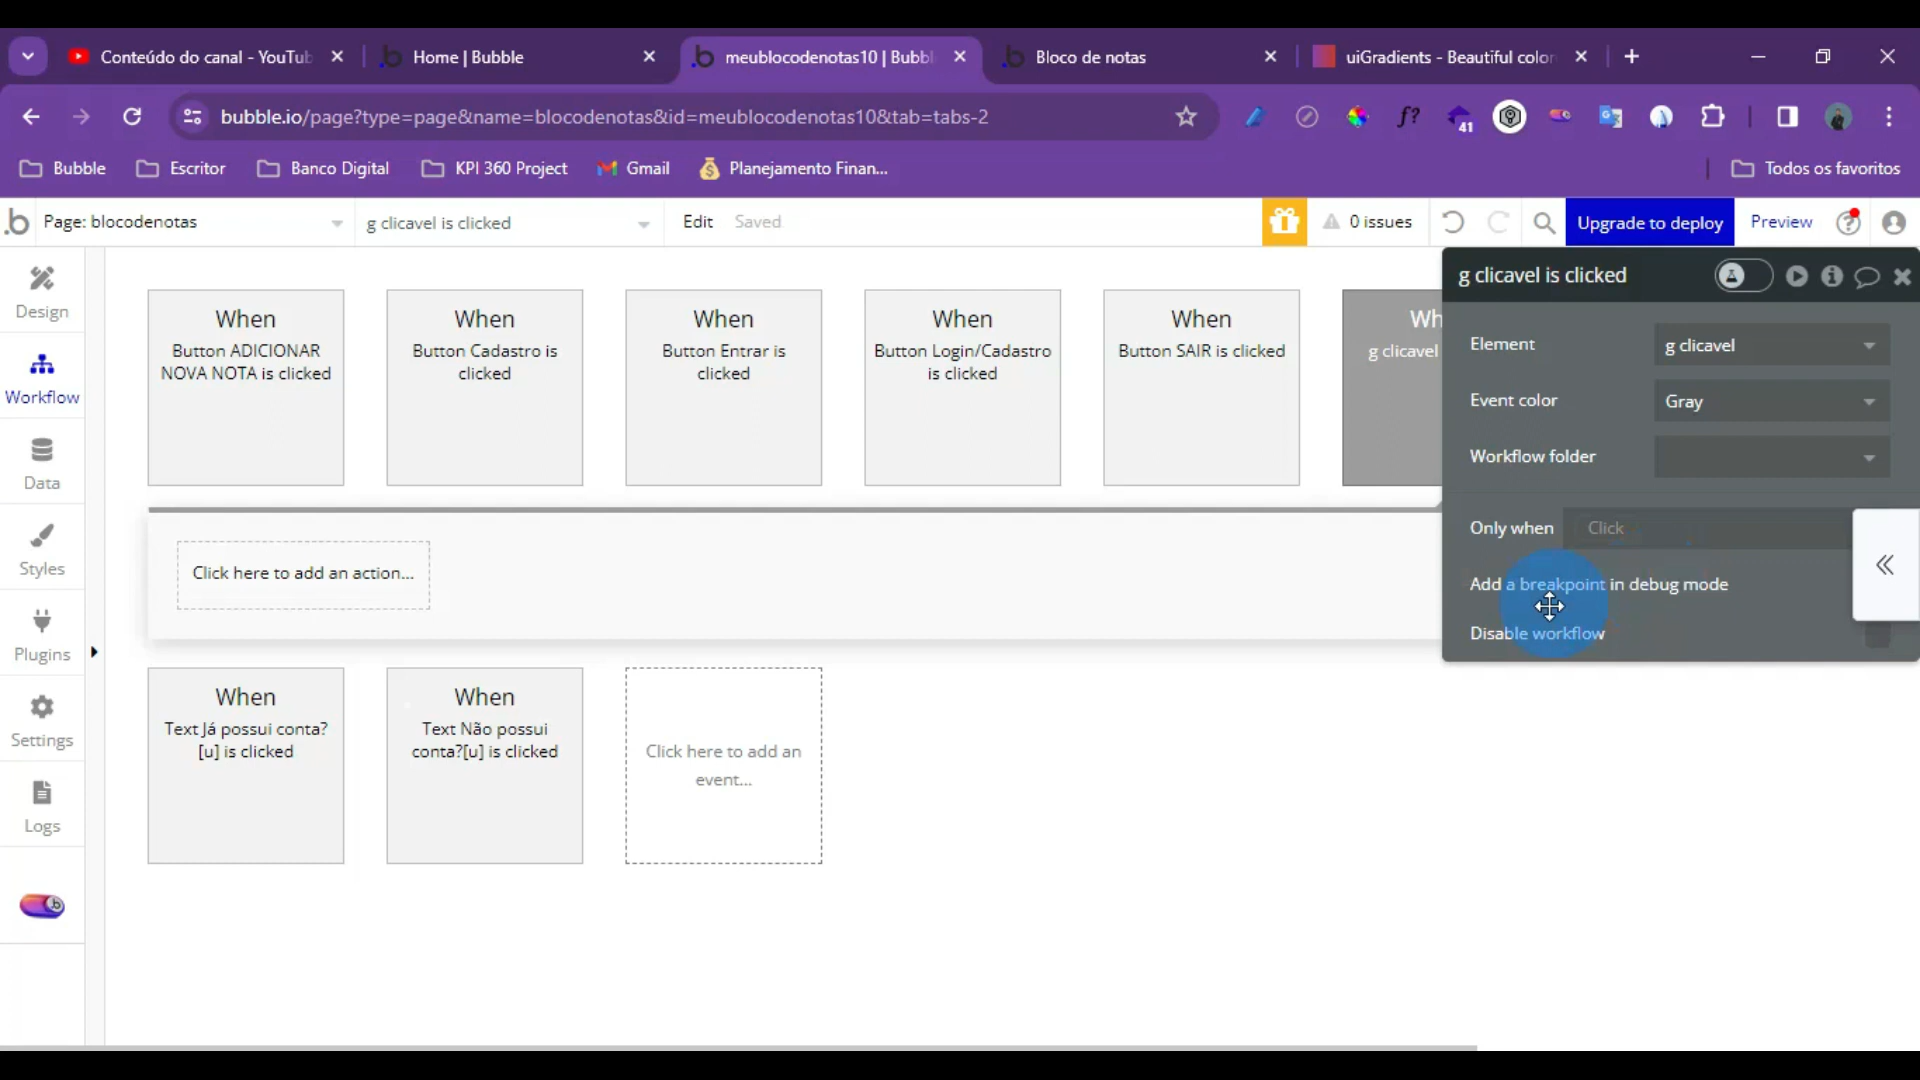 Conteúdo do canal - YouTub
Home | Bubble
meublocodenotas10 | Bubbl
Bloco de notas
uiGradients - Beautiful color
bubble.io/page?type=page&name=blocodenotas&id=meublocodenotas10&tab=tabs-2
f?
41
Bubble
Escritor
Banco Digital
KPI 360 Project
Gmail
Planejamento Finan...
Todos os favoritos
Page: blocodenotas
g clicavel is clicked
Edit
Saved
0 issues
Upgrade to deploy
Preview
Design
Workflow
Data
Styles
Plugins
Settings
Logs
When
Button ADICIONAR
NOVA NOTA is clicked
When
Button Cadastro is
clicked
When
Button Entrar is
clicked
When
Button Login/Cadastro
is clicked
When
Button SAIR is clicked
Wh
g clicavel
Click here to add an action...
When
Text Já possui conta?
[u] is clicked
When
Text Não possui
conta?[u] is clicked
Click here to add an
event...
g clicavel is clicked
Element
g clicavel
Event color
Gray
Workflow folder
Only when
Click
Add a breakpoint in debug mode
Disable workflow